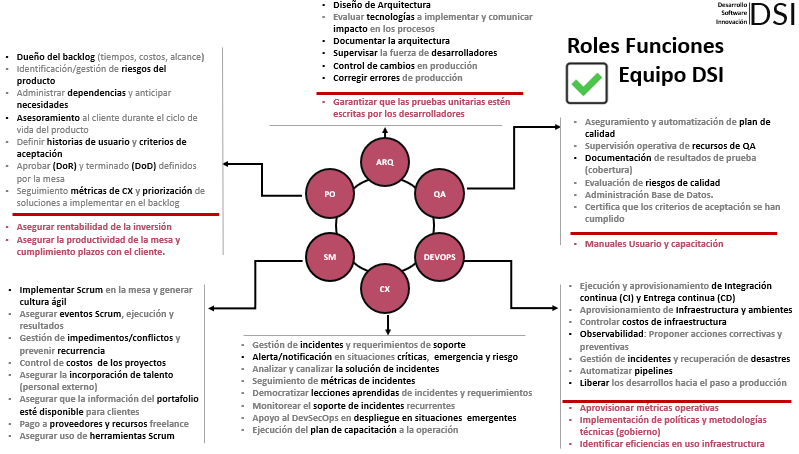 Desarrollo
Software
Innovación
DSI
Roles Funciones
Equipo DSI
• Diseño de Arquitectura
• Evaluar tecnologías a implementar y comunicar
impacto en los procesos
• Documentar la arquitectura
• Supervisar la fuerza de desarrolladores
• Control de cambios en producción
• Corregir errores de producción
• Garantizar que las pruebas unitarias estén
escritas por los desarrolladores
• Dueño del backlog (tiempos, costos, alcance)
• Identificación/gestión de riesgos del
producto
• Administrar dependencias y anticipar
necesidades
• Asesoramiento al cliente durante el ciclo de
vida del producto
• Definir historias de usuario y criterios de
aceptación
• Aprobar (DoR) y terminado (DoD) definidos
por la mesa
• Seguimiento métricas de CX y priorización de
soluciones a implementar en el backlog
• Asegurar rentabilidad de la inversión
• Asegurar la productividad de la mesa y
cumplimiento plazos con el cliente.
• Aseguramiento y automatización de plan de
calidad
• Supervisión operativa de recursos de QA
• Documentación de resultados de prueba
(cobertura)
• Evaluación de riesgos de calidad
• Administración Base de Datos.
• Certifica que los criterios de aceptación se han
cumplido
• Manuales Usuario y capacitación
ARQ
PO
QA
SM
DEVOPS
CX
• Implementar Scrum en la mesa y generar
cultura ágil
• Asegurar eventos Scrum, ejecución y
resultados
• Gestión de impedimentos/conflictos y
prevenir recurrencia
• Control de costos de los proyectos
• Asegurar la incorporación de talento
(personal externo)
• Asegurar que la información del portafolio
esté disponible para clientes
• Pago a proveedores y recursos freelance
• Asegurar uso de herramientas Scrum
• Gestión de incidentes y requerimientos de soporte
• Alerta/notificación en situaciones críticas, emergencia y riesgo
• Analizar y canalizar la solución de incidentes
• Seguimiento de métricas de incidentes
• Democratizar lecciones aprendidas de incidentes y requerimientos
• Monitorear el soporte de incidentes recurrentes
• Apoyo al DevSecOps en despliegue en situaciones emergentes
• Ejecución del plan de capacitación a la operación
• Ejecución y aprovisionamiento de Integración
continua (CI) y Entrega continua (CD)
• Aprovisionamiento de Infraestructura y ambientes
• Controlar costos de infraestructura
• Observabilidad: Proponer acciones correctivas y
preventivas
• Gestión de incidentes y recuperación de desastres
• Automatizar pipelines
• Liberar los desarrollos hacia el paso a producción
• Aprovisionar métricas operativas
• Implementación de políticas y metodologías
técnicas (gobierno)
• Identificar eficiencias en uso infraestructura